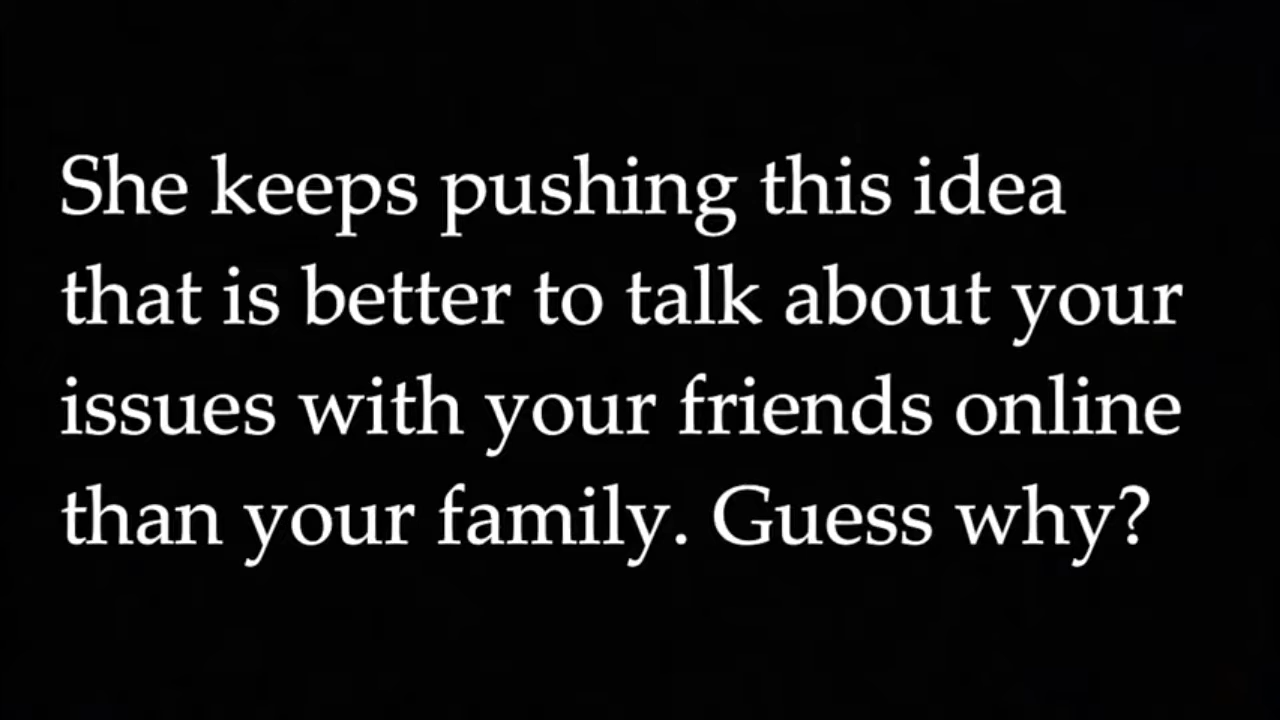 She keeps pushing this idea
that is better to talk about your
issues with your friends online
than your family. Guess why?